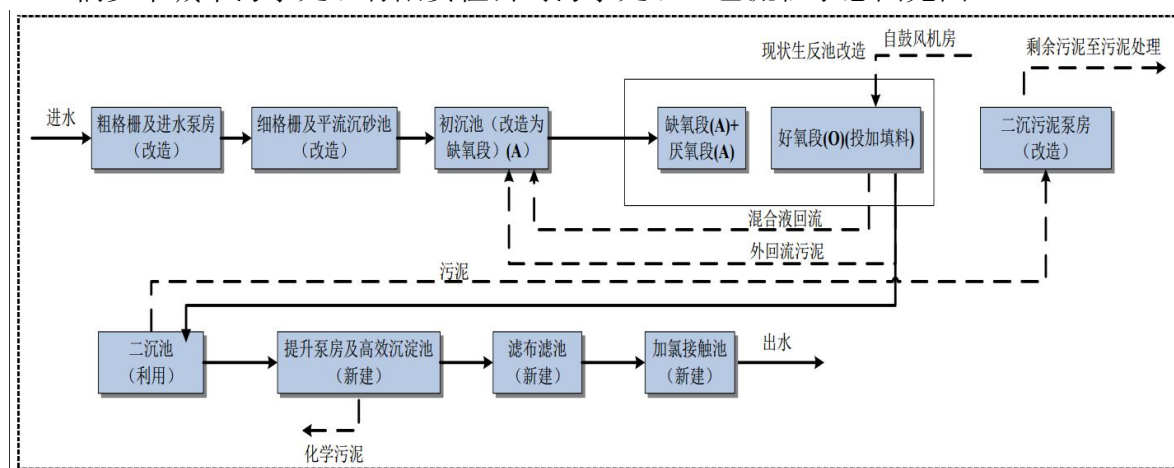 进水
粗格栅及进水泵房
（改造）
细格栅及平流沉砂池
（改造）
初沉池（改造为
缺氧段）(A)
现状生反池改造
自鼓风机房
缺氧段(A)+
厌氧段(A)
好氧段(O)(投加填料)
剩余污泥至污泥处理
二沉污泥泵房
（改造）
混合液回流
外回流污泥
污泥
二沉池
（利用）
提升泵房及高效沉淀池
（新建）
滤布滤池
（新建）
加氯接触池
（新建）
出水
化学污泥